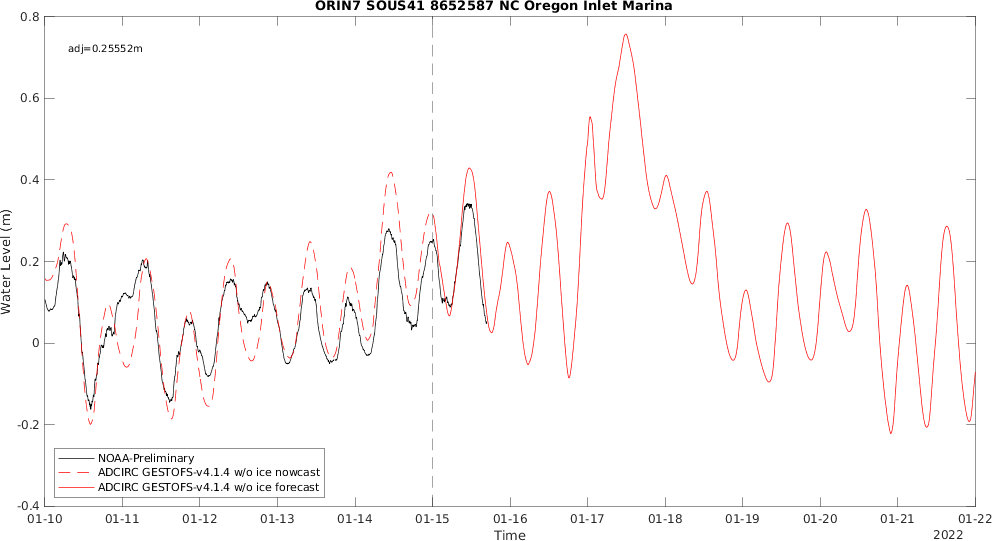 ORIN7 SOUS41 8652587 NC Oregon Inlet Marina
adj=0.25552m
Water Level (m)
0.8
0.6
0.4
0.2
0
-0.2
-0.4
NOAA-Preliminary
ADCIRC GESTOFS-v4.1.4 w/o ice nowcast
ADCIRC GESTOFS-v4.1.4 w/o ice forecast
01-10 01-11 01-12 01-13 01-14 01-15 01-16 01-17 01-18 01-19 01-20 01-21 01-22
Time
2022